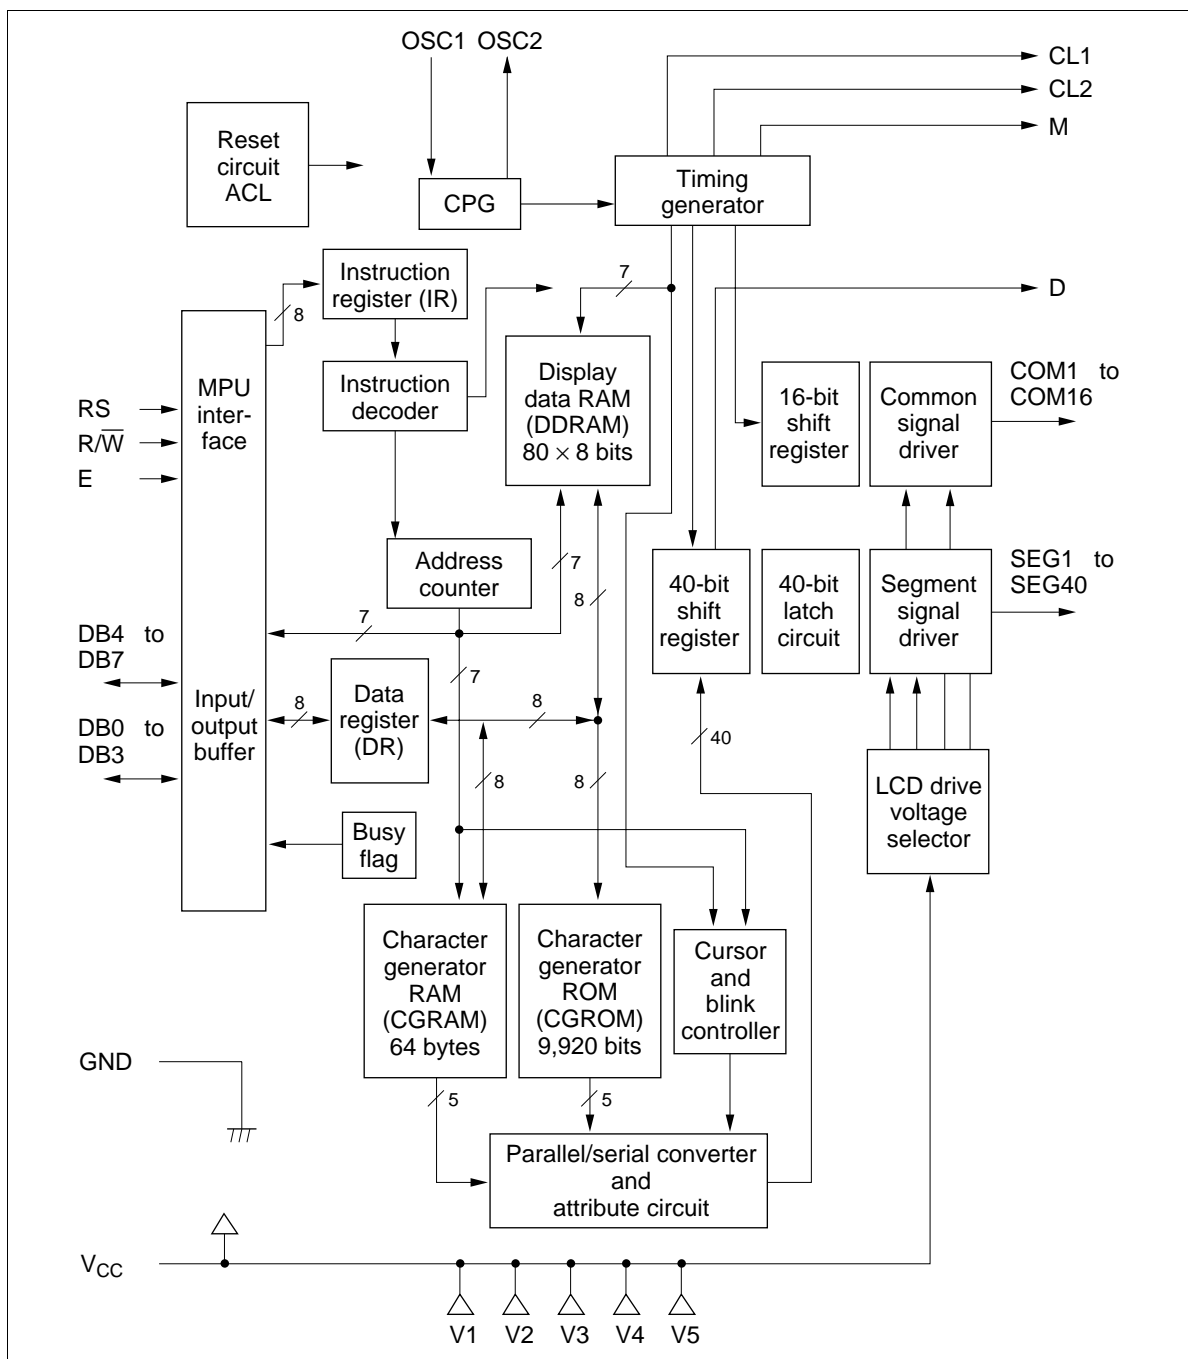 OSC1 OSC2
CL1
CL2
M
Reset
circuit
ACL
CPG
Timing
generator
Instruction
register (IR)
8
7
D
MPU
inter-
face
Instruction
decoder
Display
data RAM
(DDRAM)
80 × 8 bits
16-bit
shift
register
Common
signal
driver
COM1 to
COM16
RS
R/W̅
E
Address
counter
7
8
40-bit
shift
register
40-bit
latch
circuit
Segment
signal
driver
SEG1 to
SEG40
DB4 to
DB7
7
7
Input/
output
buffer
8
Data
register
(DR)
8
40
DB0 to
DB3
8
8
LCD drive
voltage
selector
Busy
flag
Character
generator
RAM
(CGRAM)
64 bytes
Character
generator
ROM
(CGROM)
9,920 bits
Cursor
and
blink
controller
GND
5
5
Parallel/serial converter
and
attribute circuit
VCC
V1 V2 V3 V4 V5